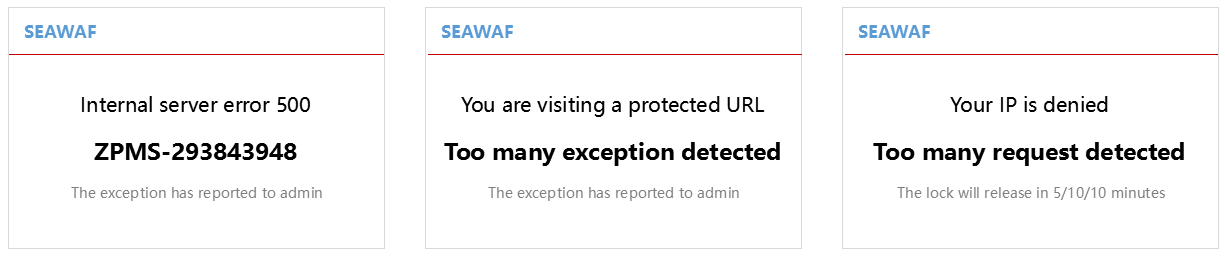 SEAWAF
Internal server error 500
ZPMS-293843948
The exception has reported to admin
SEAWAF
You are visiting a protected URL
Too many exception detected
The exception has reported to admin
SEAWAF
Your IP is denied
Too many request detected
The lock will release in 5/10/10 minutes